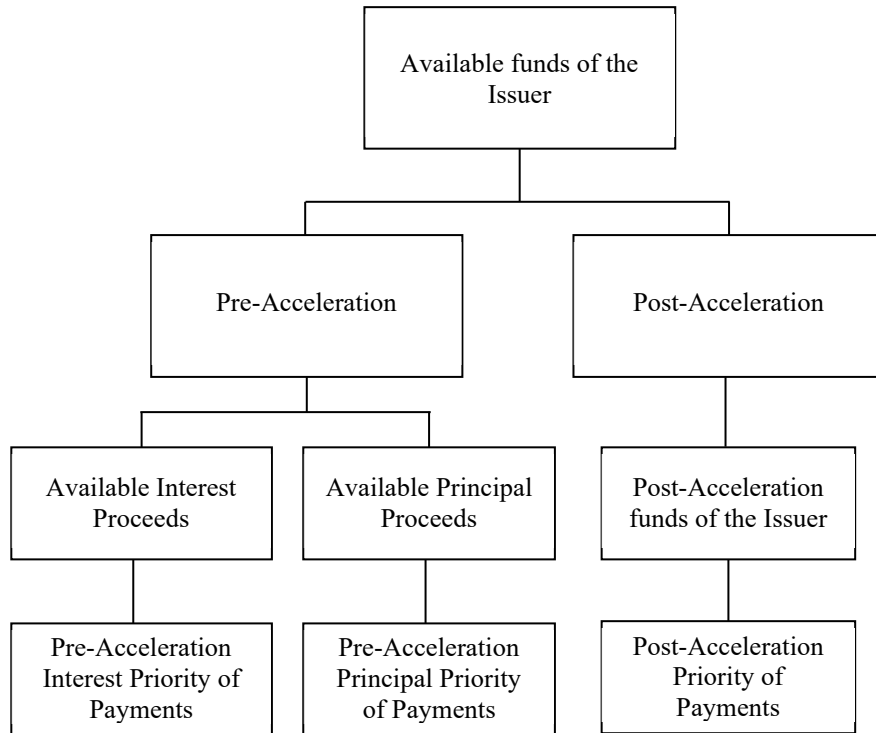 Available funds of the
Issuer
Pre-Acceleration
Post-Acceleration
Available Interest
Proceeds
Available Principal
Proceeds
Post-Acceleration
funds of the Issuer
Pre-Acceleration
Interest Priority of
Payments
Pre-Acceleration
Principal Priority
of Payments
Post-Acceleration
Priority of
Payments